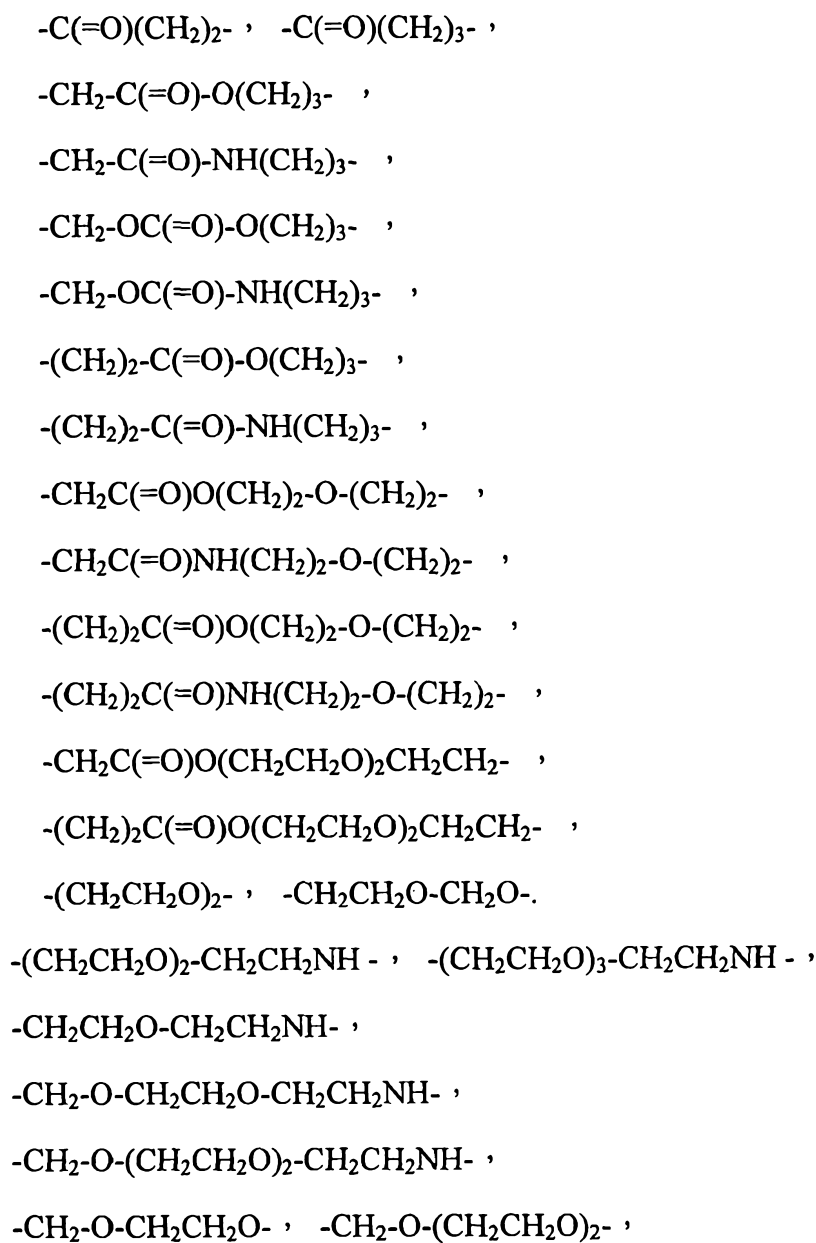 -C(=O)(CH₂)₂-，-C(=O)(CH₂)₃-，
-CH₂-C(=O)-O(CH₂)₃-，
-CH₂-C(=O)-NH(CH₂)₃-，
-CH₂-OC(=O)-O(CH₂)₃-，
-CH₂-OC(=O)-NH(CH₂)₃-，
-(CH₂)₂-C(=O)-O(CH₂)₃-，
-(CH₂)₂-C(=O)-NH(CH₂)₃-，
-CH₂C(=O)O(CH₂)₂-O-(CH₂)₂-，
-CH₂C(=O)NH(CH₂)₂-O-(CH₂)₂-，
-(CH₂)₂C(=O)O(CH₂)₂-O-(CH₂)₂-，
-(CH₂)₂C(=O)NH(CH₂)₂-O-(CH₂)₂-，
-CH₂C(=O)O(CH₂CH₂O)₂CH₂CH₂-，
-(CH₂)₂C(=O)O(CH₂CH₂O)₂CH₂CH₂-，
-(CH₂CH₂O)₂-，-CH₂CH₂O-CH₂O-.
-(CH₂CH₂O)₂-CH₂CH₂NH -，-(CH₂CH₂O)₃-CH₂CH₂NH -，
-CH₂CH₂O-CH₂CH₂NH-，
-CH₂-O-CH₂CH₂O-CH₂CH₂NH-，
-CH₂-O-(CH₂CH₂O)₂-CH₂CH₂NH-，
-CH₂-O-CH₂CH₂O-，-CH₂-O-(CH₂CH₂O)₂-，